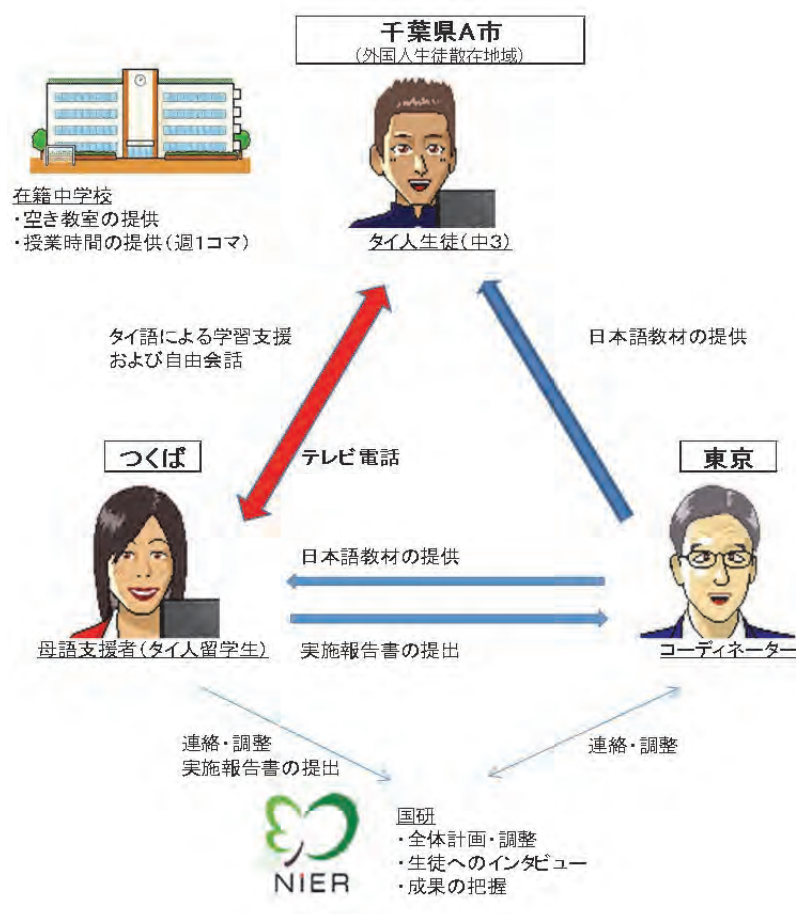 千葉県A市
(外国人生徒散在地域)
在籍中学校
・空き教室の提供
・授業時間の提供(週1コマ)
タイ人生徒(中3)
タイ語による学習支援
および自由会話
日本語教材の提供
つくば
テレビ電話
東京
日本語教材の提供
母語支援者(タイ人留学生)
実施報告書の提出
コーディネーター
連絡・調整
実施報告書の提出
連絡・調整
国研
・全体計画・調整
・生徒へのインタビュー
・成果の把握
NIER